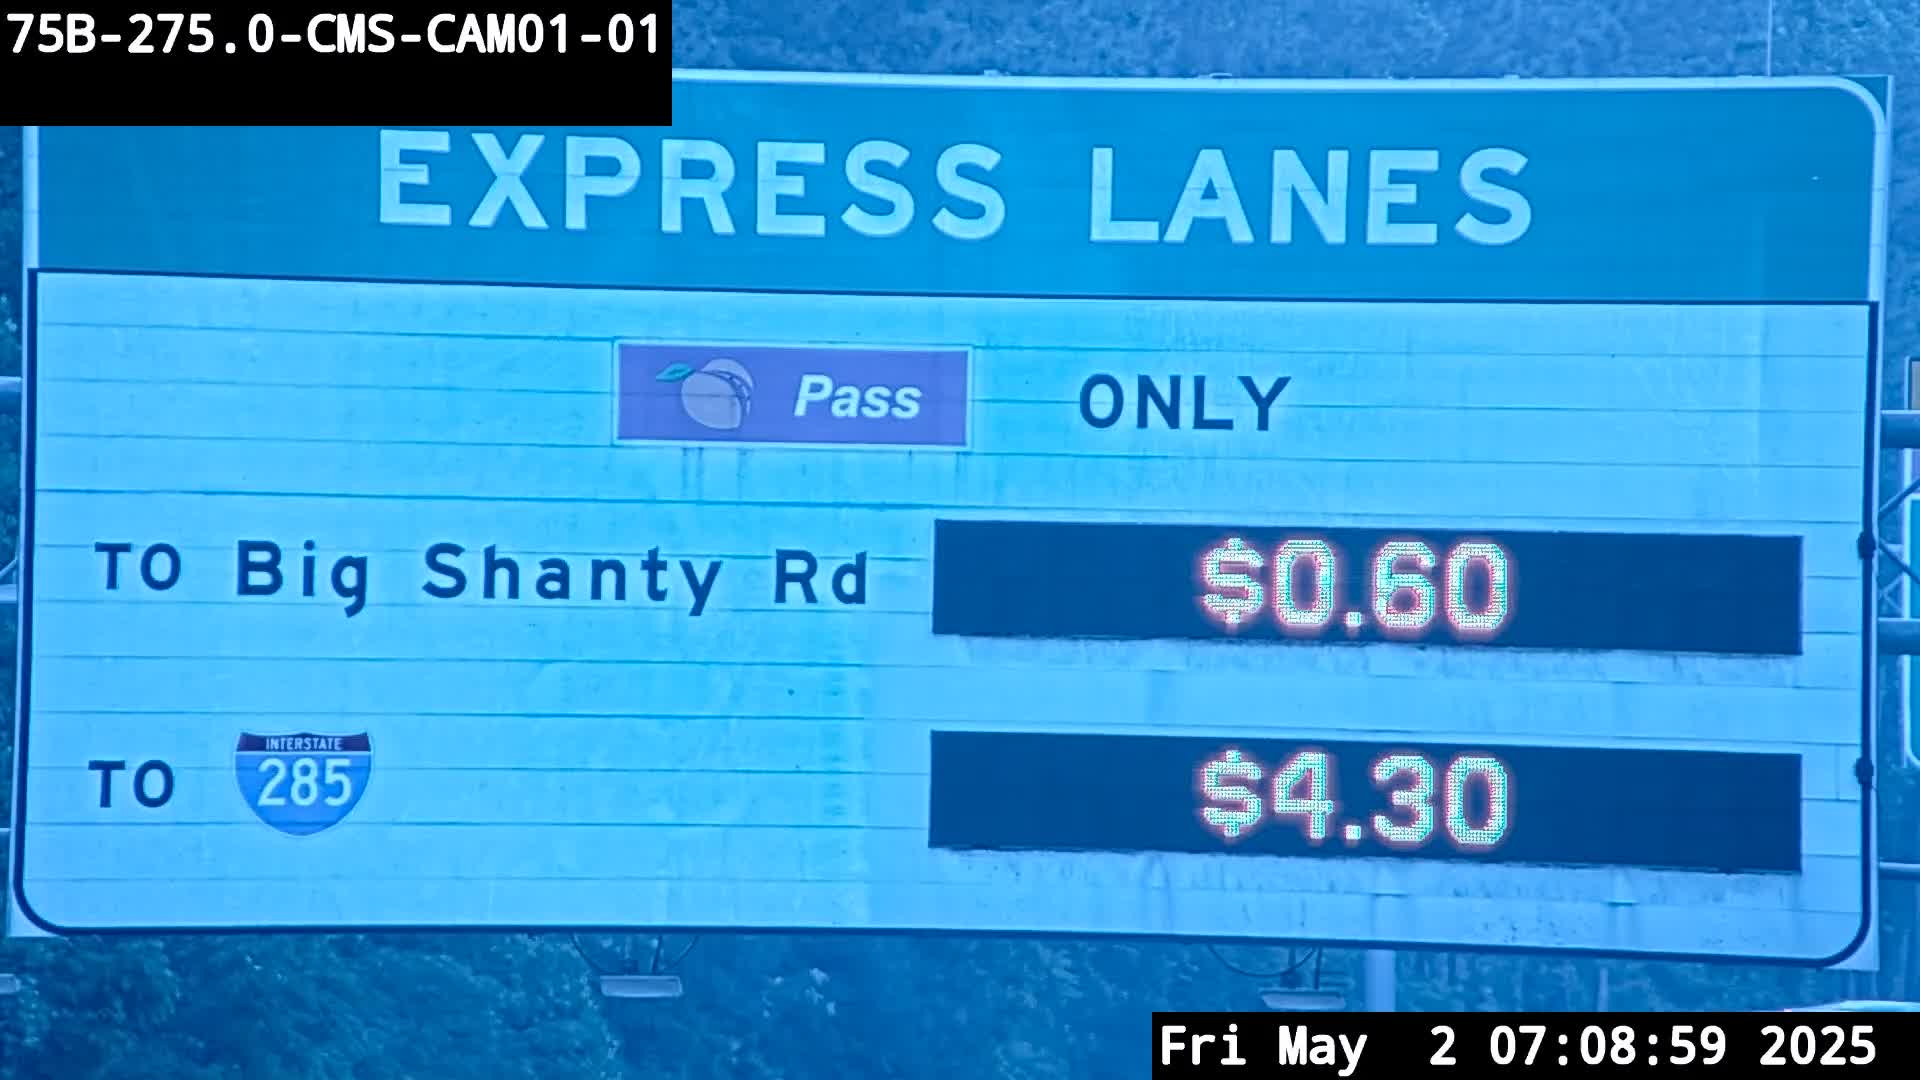 75B-275.0-CMS-CAM01-01
EXPRESS LANES
Pass ONLY
TO Big Shanty Rd $0.60
TO INTERSTATE 285 $4.30
Fri May 2 07:08:59 2025